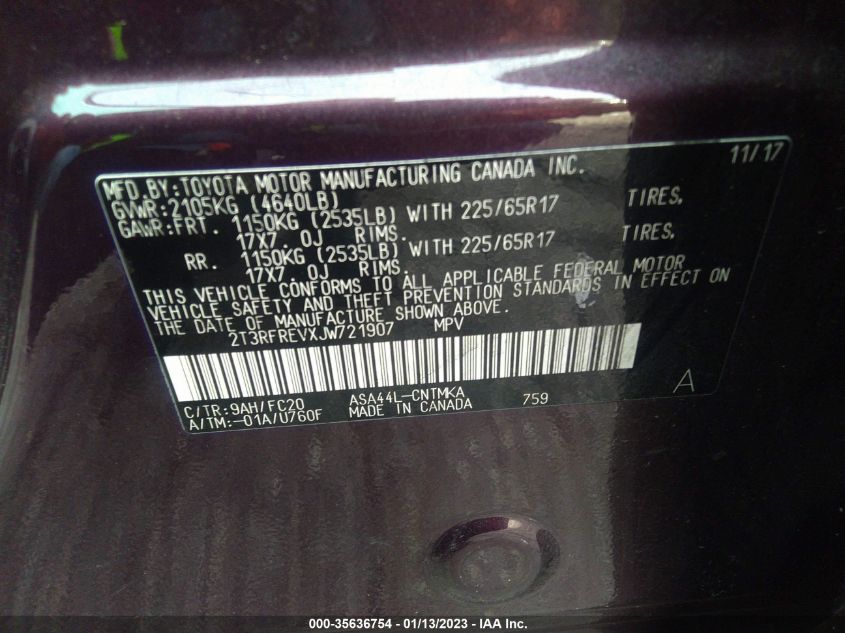 11/17
MFD.BY:TOYOTA MOTOR MANUFACTURING CANADA INC.
GVWR:2105KG (4640LB)
GAWR:FRT. 1150KG (2535LB) WITH 225/65R17 TIRES,
17X7.0J RIMS.
RR. 1150KG (2535LB) WITH 225/65R17 TIRES,
17X7.0J RIMS.
THIS VEHICLE CONFORMS TO ALL APPLICABLE FEDERAL MOTOR
VEHICLE SAFETY AND THEFT PREVENTION STANDARDS IN EFFECT ON
THE DATE OF MANUFACTURE SHOWN ABOVE.
2T3RFREVXJW721907 MPV
C/TR:9AH/FC20 ASA44L-CNTMKA 759 A
A/TM:-01A/U760F MADE IN CANADA
000-35636754 - 01/13/2023 - IAA Inc.